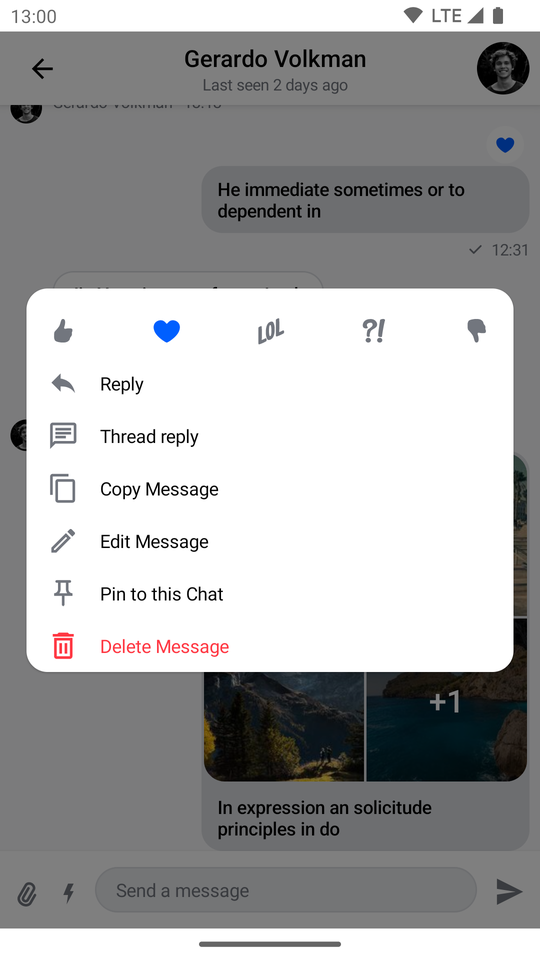 13:00
LTE
Gerardo Volkman
Last seen 2 days ago
Gerardo Volkman
He immediate sometimes or to
dependent in
12:31
LOL
?!
Reply
Thread reply
Copy Message
Edit Message
Pin to this Chat
Delete Message
+1
In expression an solicitude
principles in do
Send a message